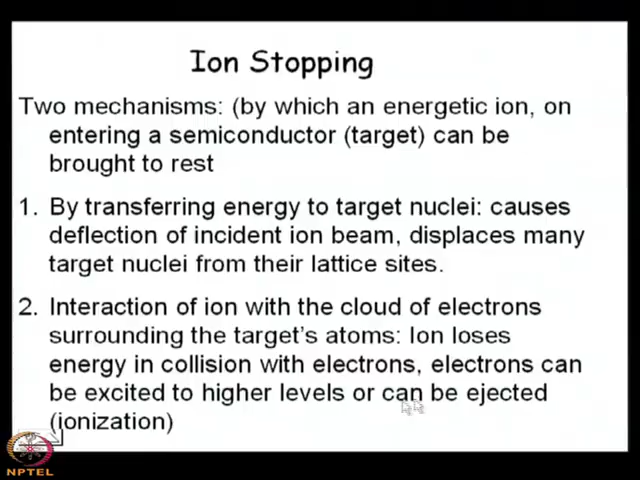 Ion Stopping
Two mechanisms: (by which an energetic ion, on
entering a semiconductor (target) can be
brought to rest
1. By transferring energy to target nuclei: causes
deflection of incident ion beam, displaces many
target nuclei from their lattice sites.
2. Interaction of ion with the cloud of electrons
surrounding the target's atoms: Ion loses
energy in collision with electrons, electrons can
be excited to higher levels or can be ejected
(ionization)
NPTEL